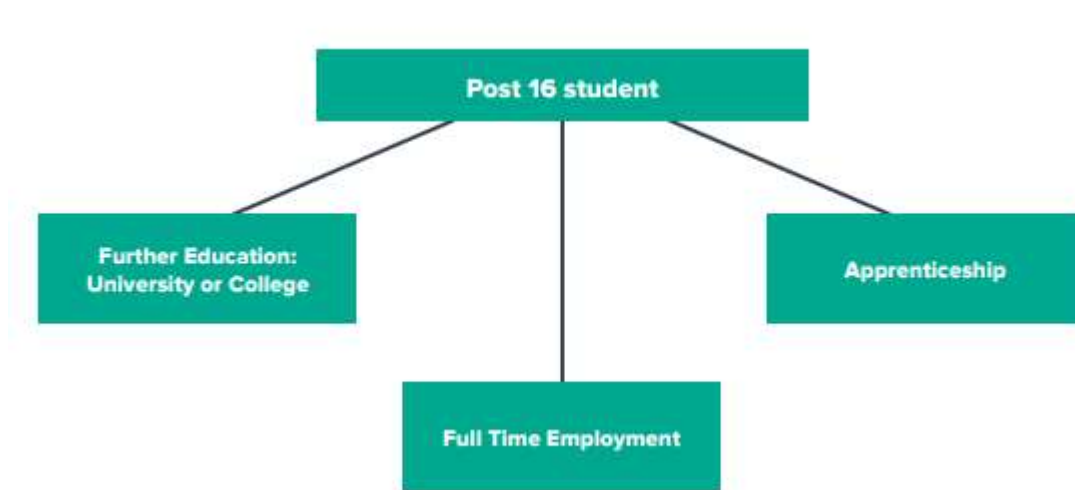 Post 16 student
Further Education:
University or College
Apprenticeship
Full Time Employment